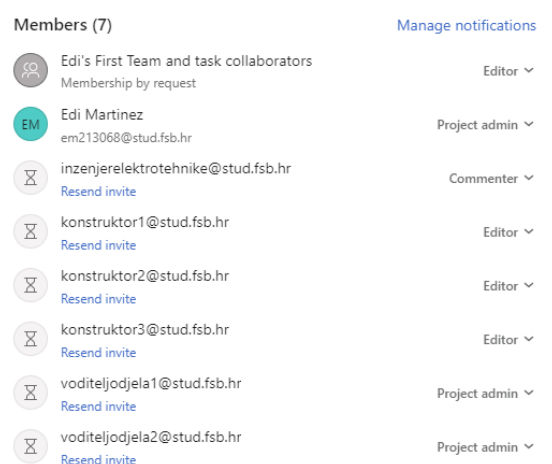 Members (7)
Manage notifications
Edi's First Team and task collaborators
Membership by request
Editor
EM
Edi Martinez
em213068@stud.fsb.hr
Project admin
inzenjerelektrotehnike@stud.fsb.hr
Resend invite
Commenter
konstruktor1@stud.fsb.hr
Resend invite
Editor
konstruktor2@stud.fsb.hr
Resend invite
Editor
konstruktor3@stud.fsb.hr
Resend invite
Editor
voditeljodjela1@stud.fsb.hr
Resend invite
Project admin
voditeljodjela2@stud.fsb.hr
Resend invite
Project admin